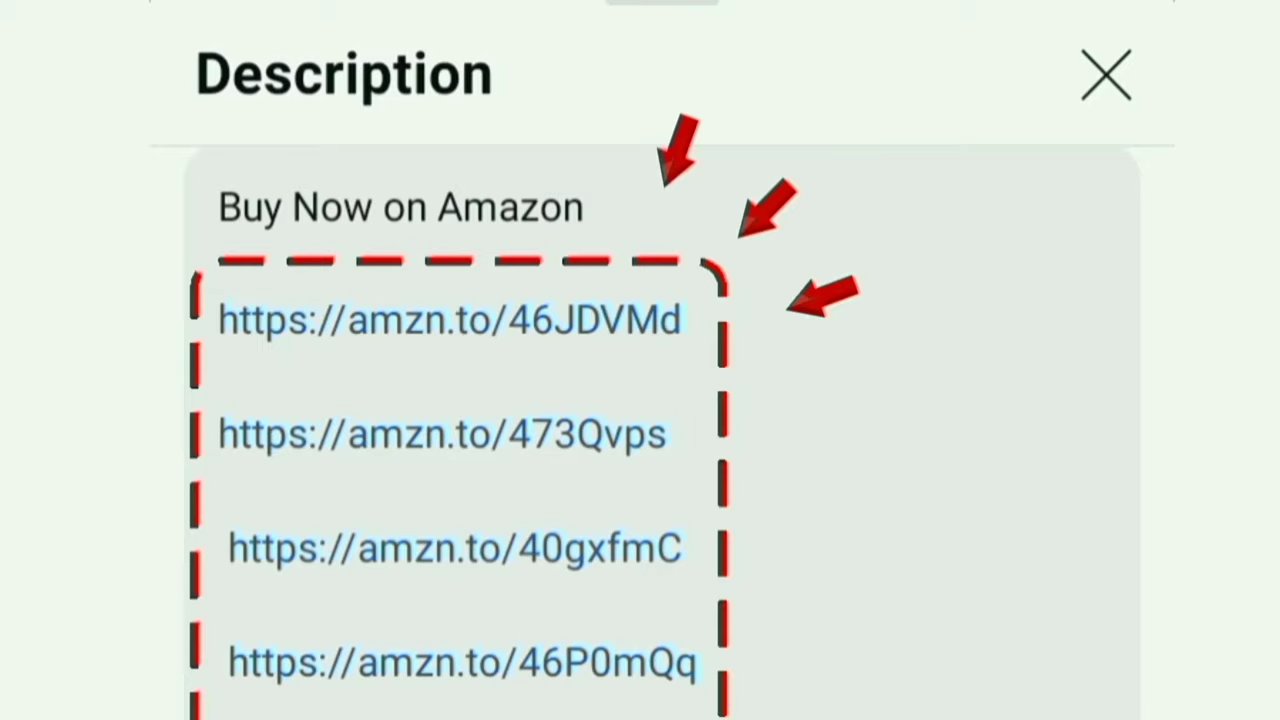 Description
Buy Now on Amazon
https://amzn.to/46JDVMd
https://amzn.to/473Qvps
https://amzn.to/40gxfmC
https://amzn.to/46P0mQq